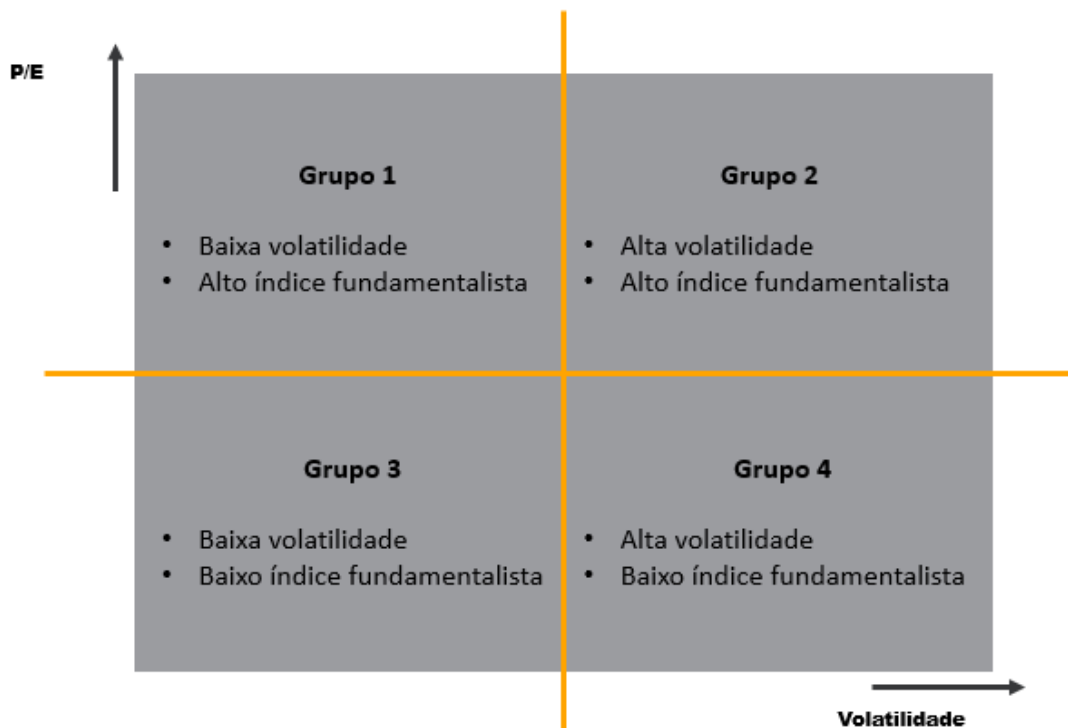 P/E
Grupo 1
• Baixa volatilidade
• Alto índice fundamentalista
Grupo 2
• Alta volatilidade
• Alto índice fundamentalista
Grupo 3
• Baixa volatilidade
• Baixo índice fundamentalista
Grupo 4
• Alta volatilidade
• Baixo índice fundamentalista
Volatilidade